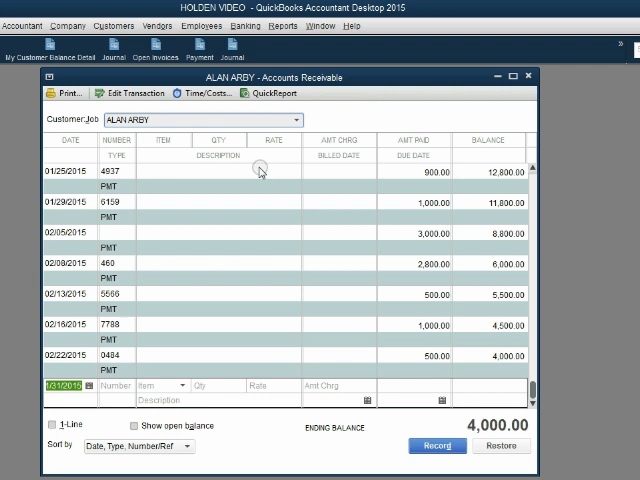 HOLDEN VIDEO - QuickBooks Accountant Desktop 2015
Accountant Company Customers Vendors Employees Banking Reports Window Help
»
My Customer Balance Detail Journal Open Invoices Payment Journal
ALAN ARBY - Accounts Receivable
Print... Edit Transaction Time/Costs... QuickReport
Customer:Job ALAN ARBY
DATE NUMBER ITEM QTY RATE AMT CHRG AMT PAID BALANCE
TYPE DESCRIPTION BILLED DATE DUE DATE
01/25/2015 4937 900.00 12,800.00
PMT
01/29/2015 6159 1,000.00 11,800.00
PMT
02/05/2015 3,000.00 8,800.00
PMT
02/08/2015 460 2,800.00 6,000.00
PMT
02/13/2015 5566 500.00 5,500.00
PMT
02/16/2015 7788 1,000.00 4,500.00
PMT
02/22/2015 0484 500.00 4,000.00
PMT
1/31/2015 Number Item Qty Rate Amt Chrg
Description
1-Line Show open balance ENDING BALANCE 4,000.00
Sort by Date, Type, Number/Ref Record Restore